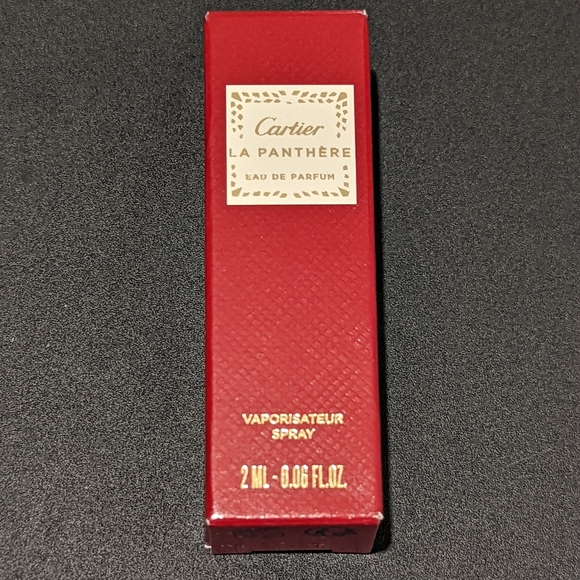 Cartier
LA PANTHÈRE
EAU DE PARFUM
VAPORISATEUR
SPRAY
2 ML - 0.06 FL.OZ.